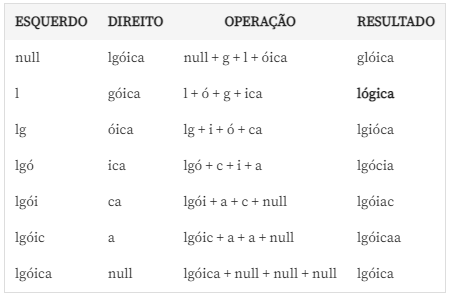 ESQUERDO DIREITO OPERAÇÃO RESULTADO
null lgóica null + g + l + óica glóica
l góica l + ó + g + ica lógica
lg óica lg + i + ó + ca lgióca
lgó ica lgó + c + i + a lgócia
lgói ca lgói + a + c + null lgóiac
lgóic a lgóic + a + a + null lgóicaa
lgóica null lgóica + null + null + null lgóica